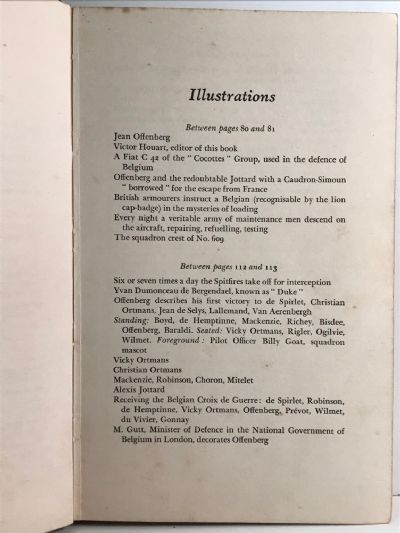 Illustrations
Between pages 80 and 81
Jean Offenberg
Victor Houart, editor of this book
A Fiat C 42 of the " Cocottes " Group, used in the defence of
Belgium
Offenberg and the redoubtable Jottard with a Caudron-Simoun
" borrowed " for the escape from France
British armourers instruct a Belgian (recognisable by the lion
cap-badge) in the mysteries of loading
Every night a veritable army of maintenance men descend on
the aircraft, repairing, refuelling, testing
The squadron crest of No. 609
Between pages 112 and 113
Six or seven times a day the Spitfires take off for interception
Yvan Dumonceau de Bergendael, known as " Duke "
Offenberg describes his first victory to de Spirlet, Christian
Ortmans, Jean de Selys, Lallemand, Van Aerenbergh
Standing: Boyd, de Hemptinne, Mackenzie, Richey, Bisdee,
Offenberg, Baraldi. Seated: Vicky Ortmans, Rigler, Ogilvie,
Wilmet. Foreground : Pilot Officer Billy Goat, squadron
mascot
Vicky Ortmans
Christian Ortmans
Mackenzie, Robinson, Choron, Mitelet
Alexis Jottard
Receiving the Belgian Croix de Guerre: de Spirlet, Robinson,
de Hemptinne, Vicky Ortmans, Offenberg, Prévot, Wilmet,
du Vivier, Gonnay
M. Gutt, Minister of Defence in the National Government of
Belgium in London, decorates Offenberg